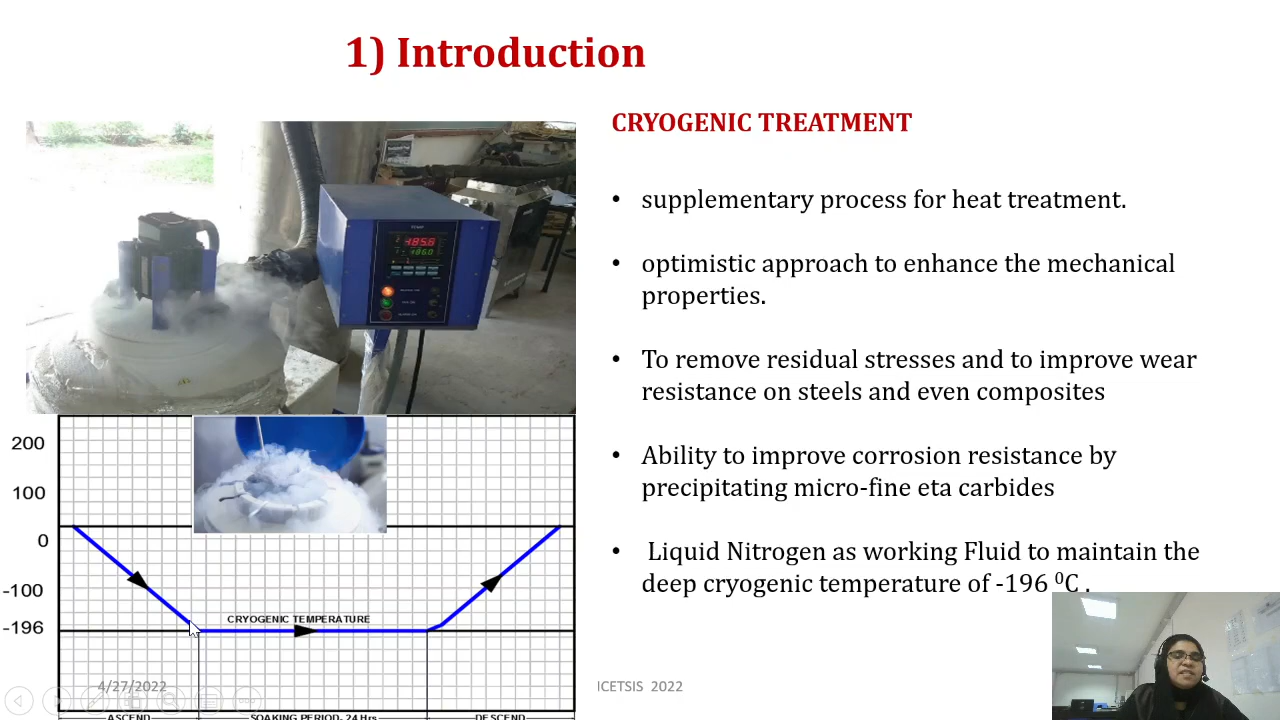 1) Introduction
CRYOGENIC TREATMENT
• supplementary process for heat treatment.
• optimistic approach to enhance the mechanical
properties.
• To remove residual stresses and to improve wear
resistance on steels and even composites
• Ability to improve corrosion resistance by
precipitating micro-fine eta carbides
• Liquid Nitrogen as working Fluid to maintain the
deep cryogenic temperature of -196 ⁰C .
200
100
0
-100
-196
CRYOGENIC TEMPERATURE
ASCEND
SOAKING PERIOD, 24 Hrs
DESCEND
4/27/2022
ICETSIS 2022